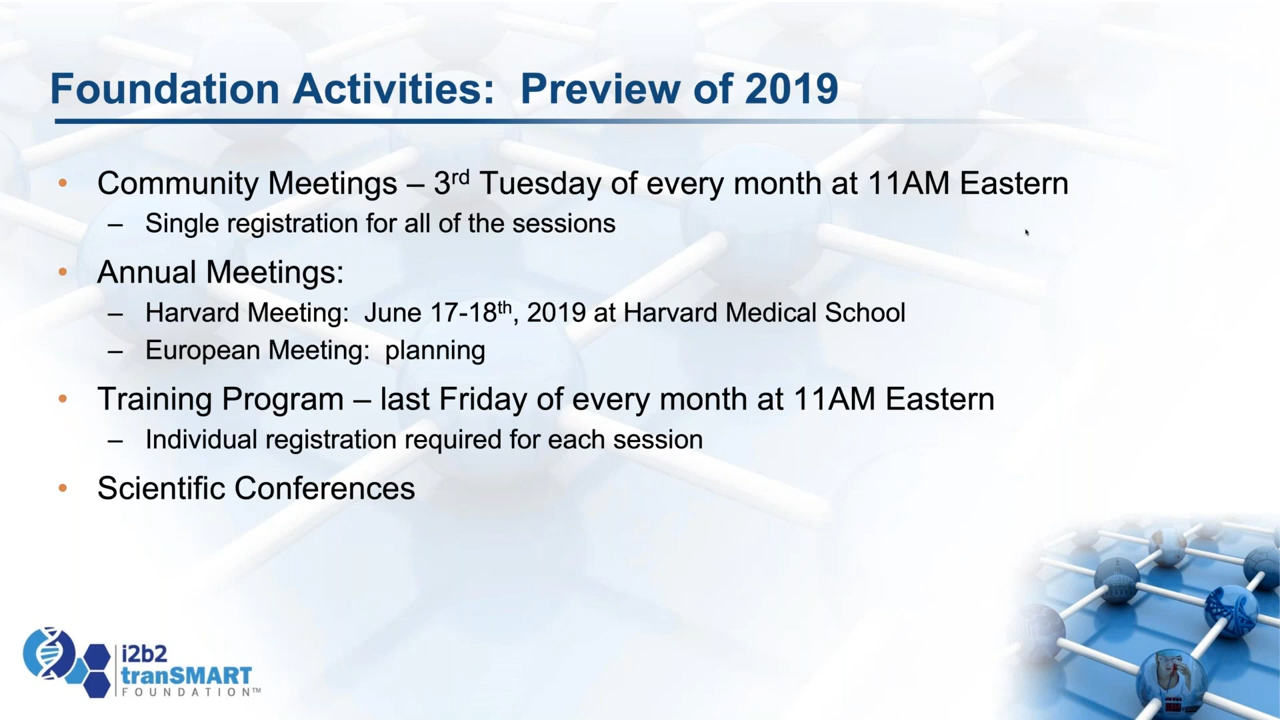 Foundation Activities: Preview of 2019
• Community Meetings – 3rd Tuesday of every month at 11AM Eastern
– Single registration for all of the sessions
• Annual Meetings:
– Harvard Meeting: June 17-18th, 2019 at Harvard Medical School
– European Meeting: planning
• Training Program – last Friday of every month at 11AM Eastern
– Individual registration required for each session
• Scientific Conferences
i2b2
tranSMART
FOUNDATION™